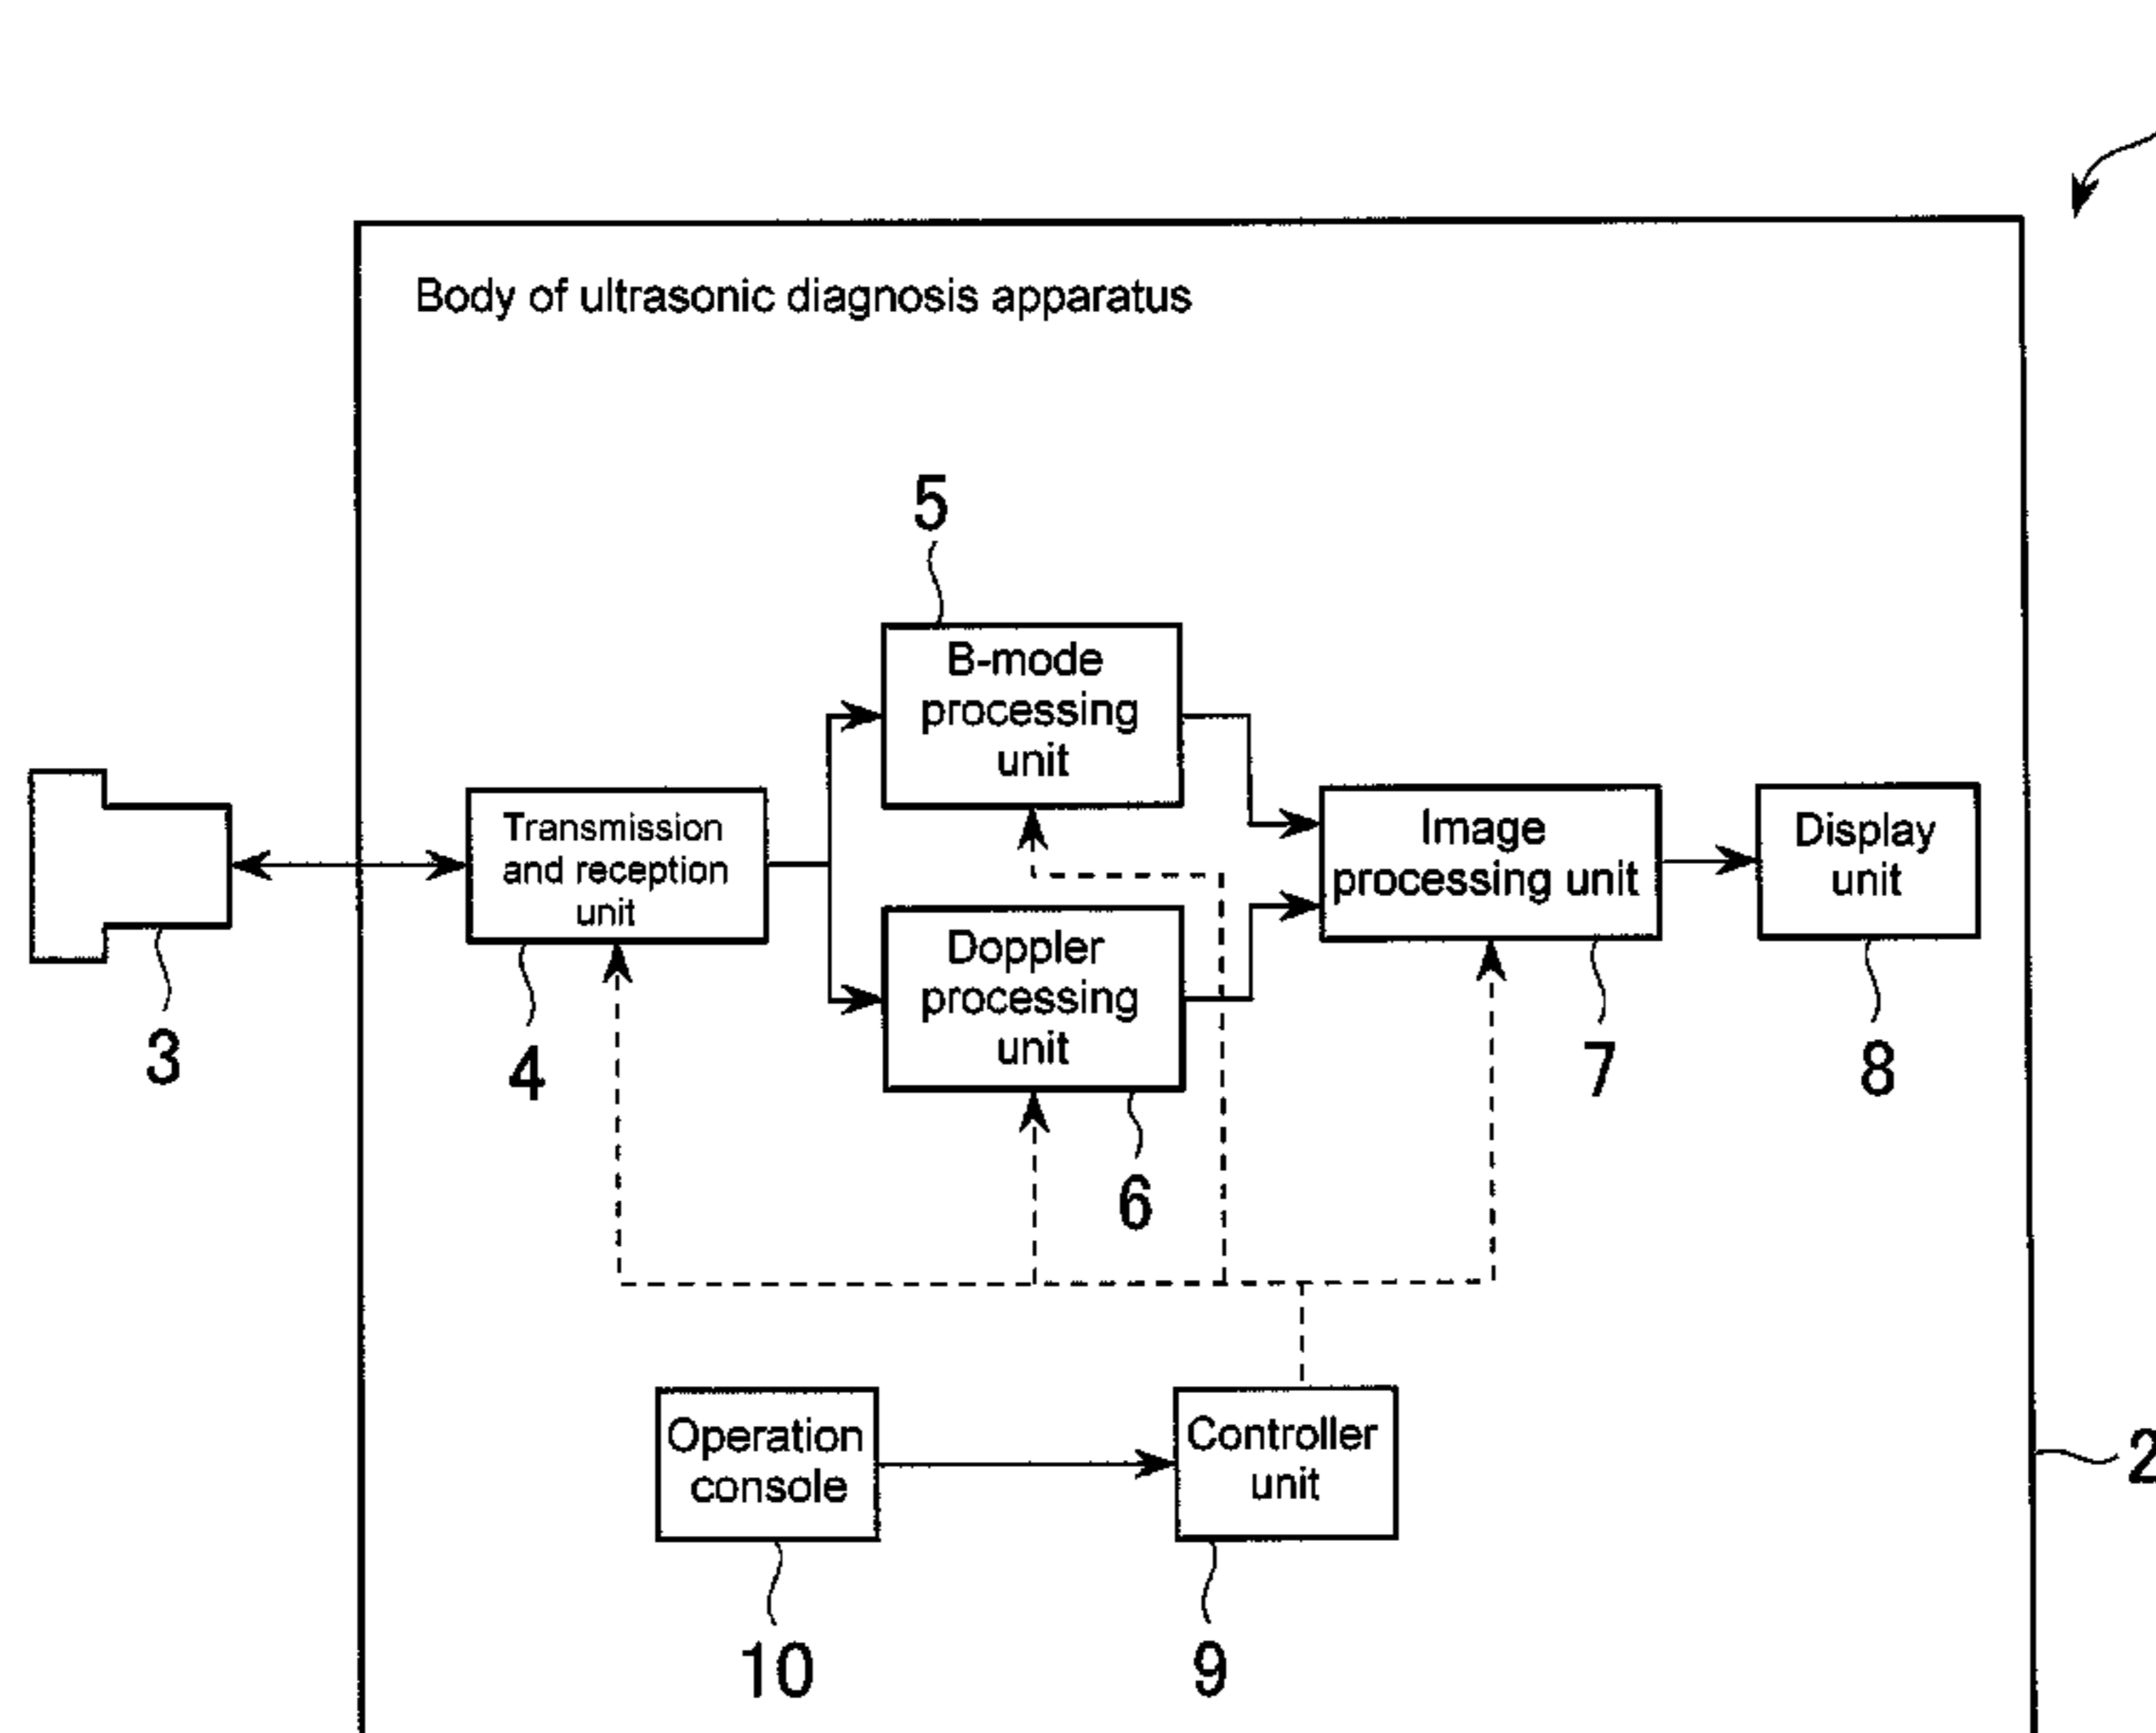 Body of ultrasonic diagnosis apparatus
5
B-mode
processing
unit
Transmission
and reception
unit
Image
processing unit
Display
unit
Doppler
processing
unit
3
4
7
8
6
Operation
console
Controller
unit
2
10
9